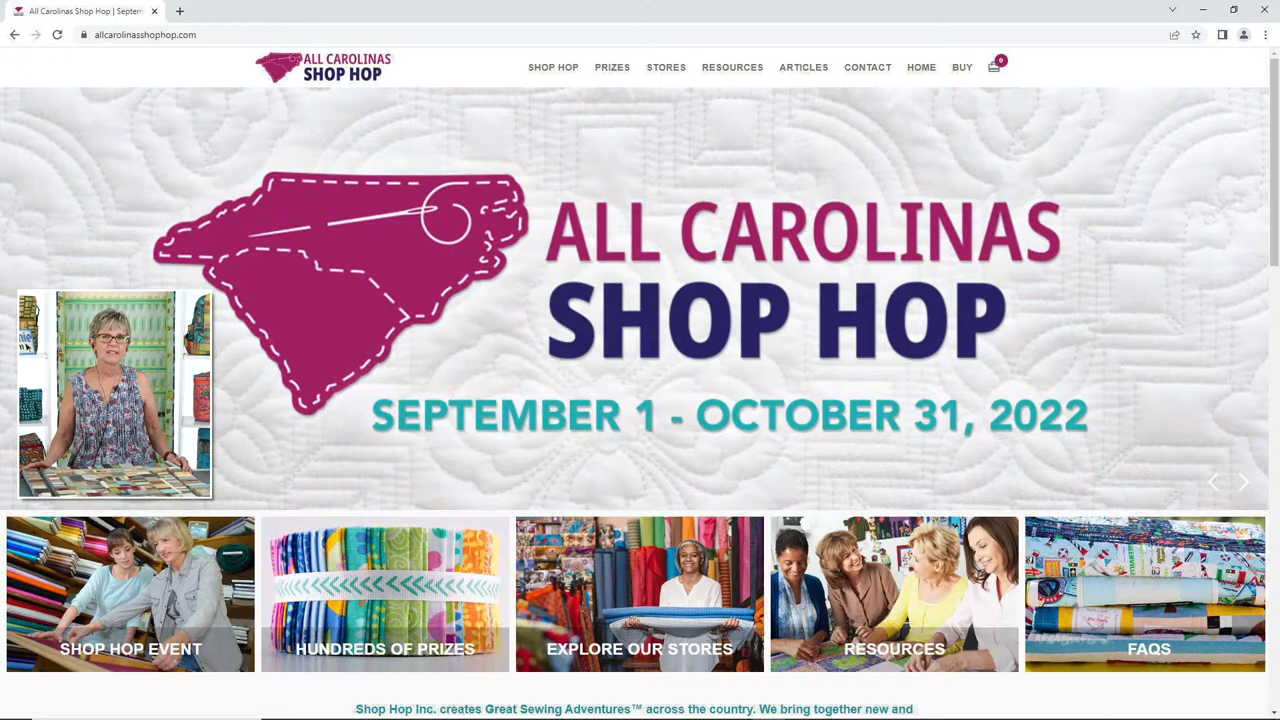 All Carolinas Shop Hop | Septem
allcarolinasshophop.com
ALL CAROLINAS
SHOP HOP
SHOP HOP
PRIZES
STORES
RESOURCES
ARTICLES
CONTACT
HOME
BUY
0
ALL CAROLINAS
SHOP HOP
SEPTEMBER 1 - OCTOBER 31, 2022
SHOP HOP EVENT
HUNDREDS OF PRIZES
EXPLORE OUR STORES
RESOURCES
FAQS
Shop Hop Inc. creates Great Sewing Adventures™ across the country. We bring together new and